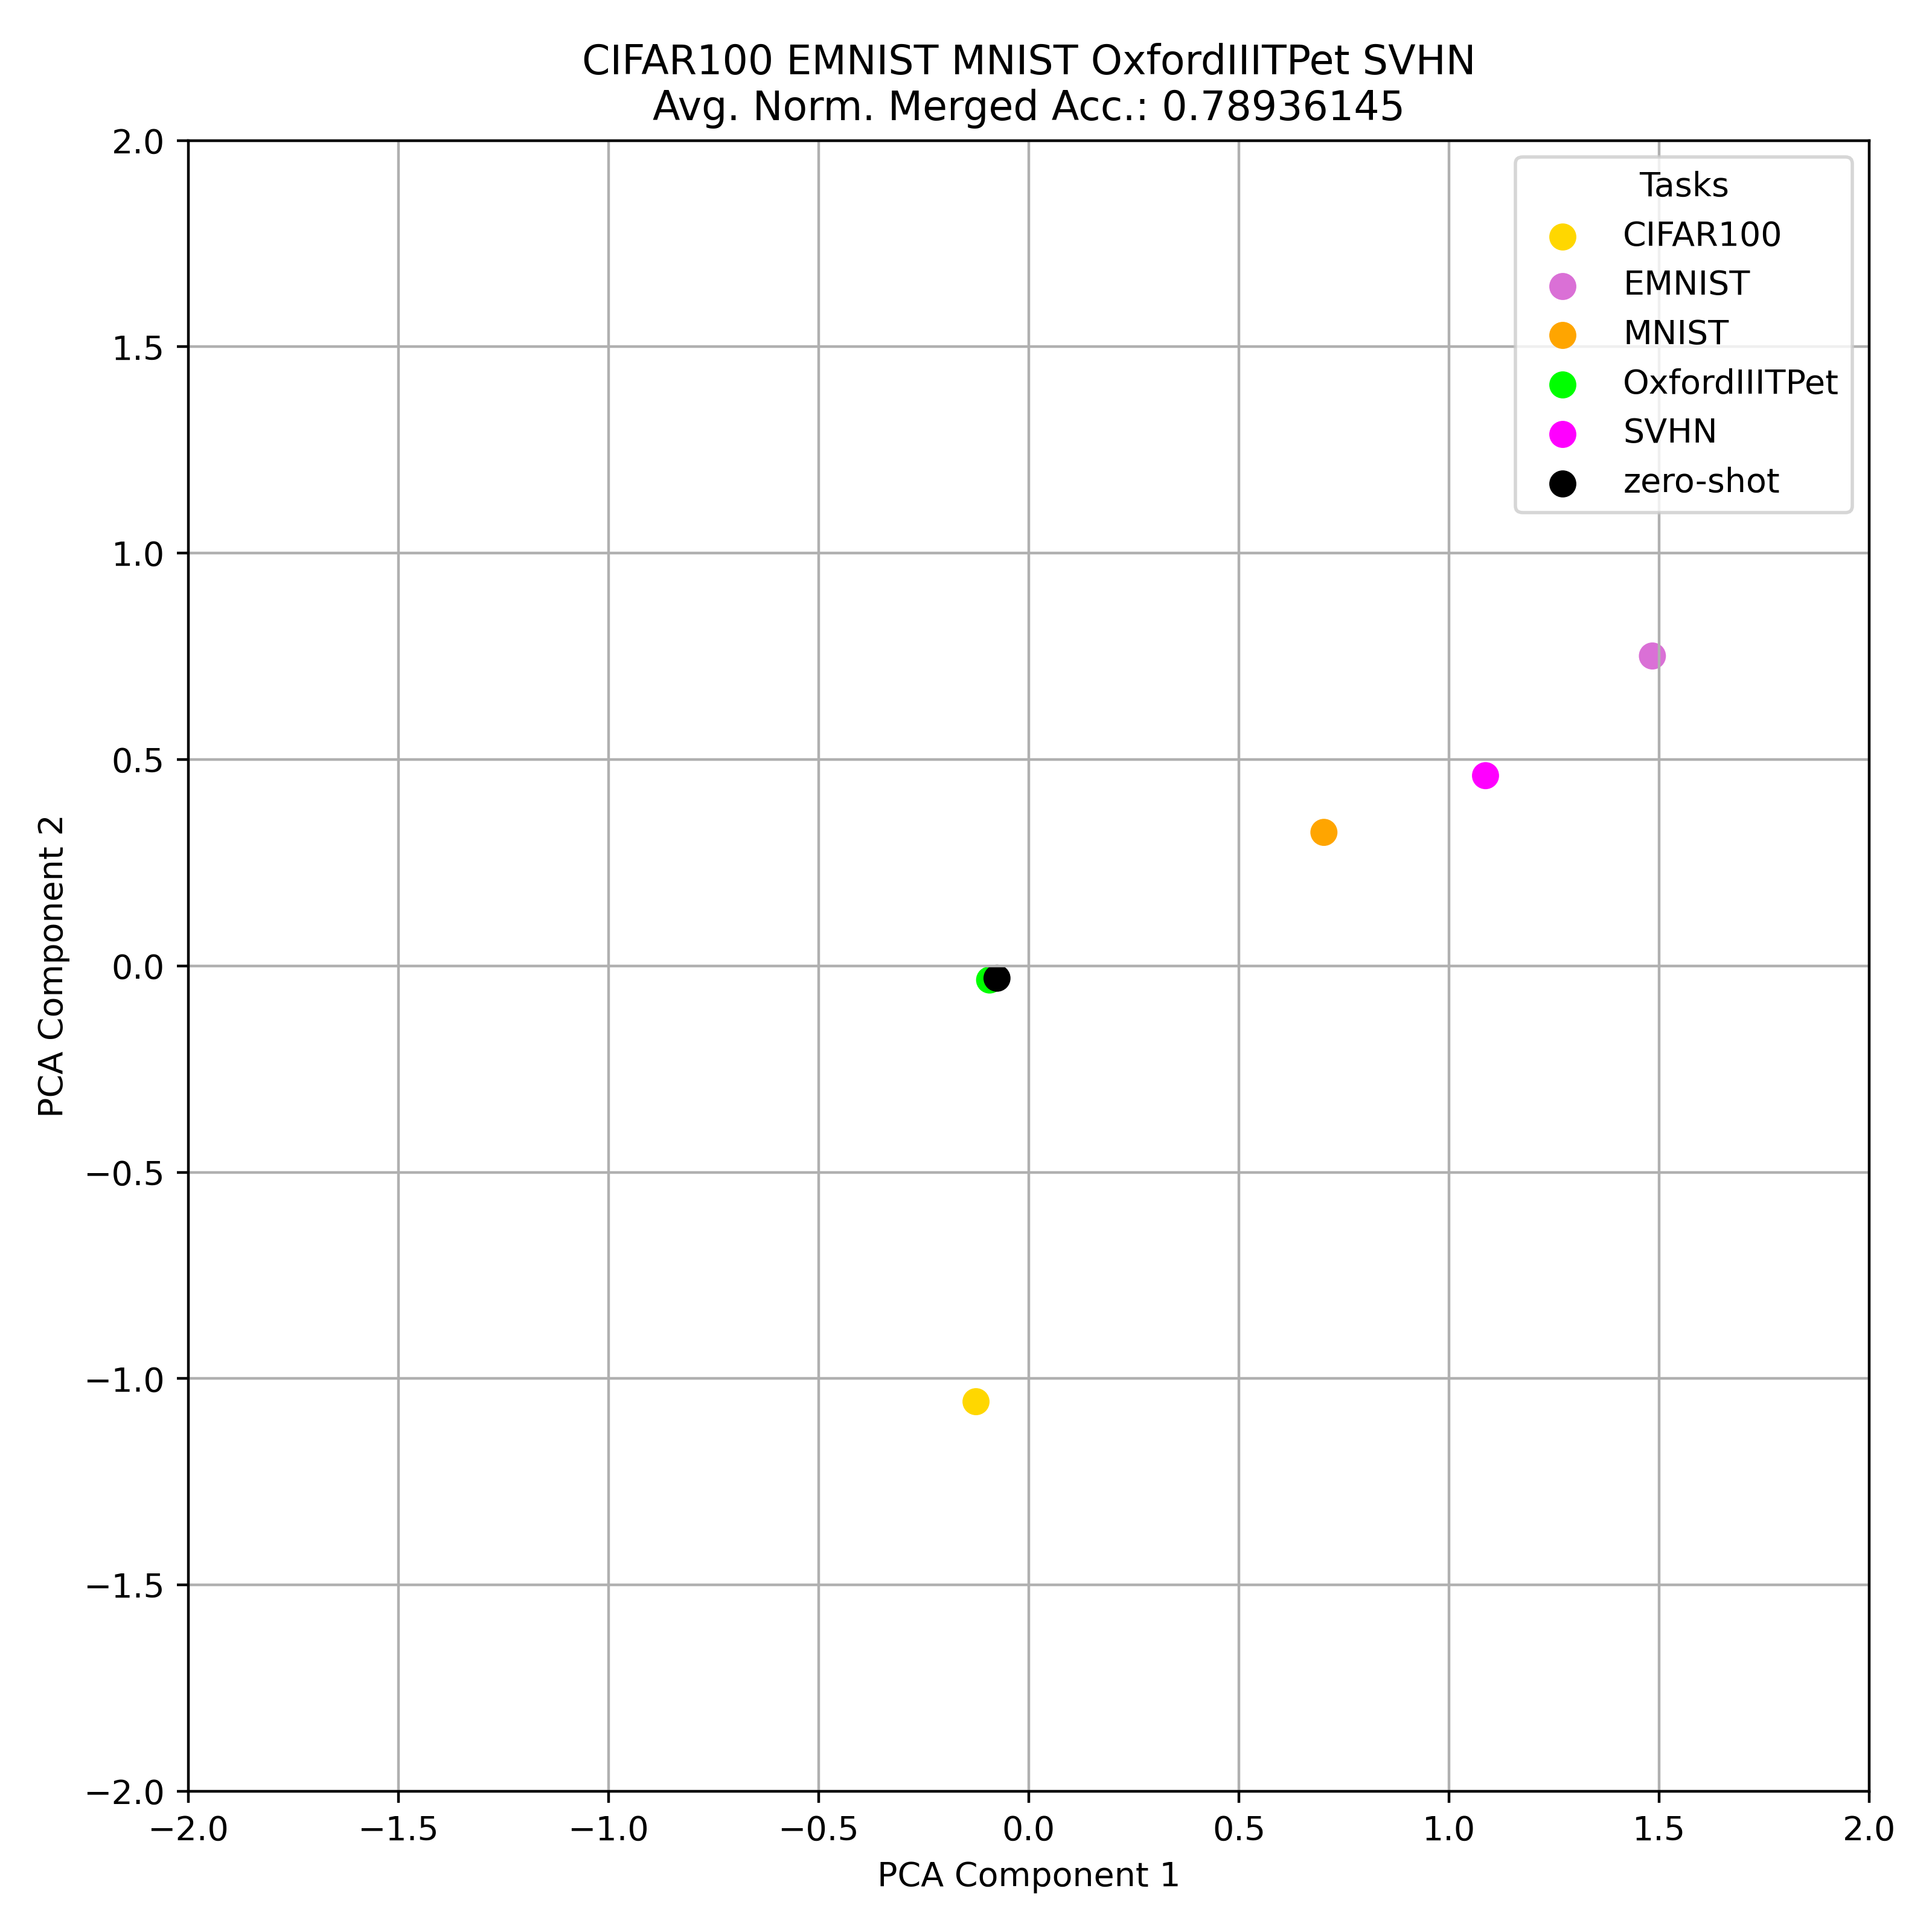 CIFAR100 EMNIST MNIST OxfordIIITPet SVHN
Avg. Norm. Merged Acc.: 0.78936145
Tasks
CIFAR100
EMNIST
MNIST
OxfordIIITPet
SVHN
zero-shot
PCA Component 2
2.0
1.5
1.0
0.5
0.0
−0.5
−1.0
−1.5
−2.0
−2.0 −1.5 −1.0 −0.5 0.0 0.5 1.0 1.5 2.0
PCA Component 1